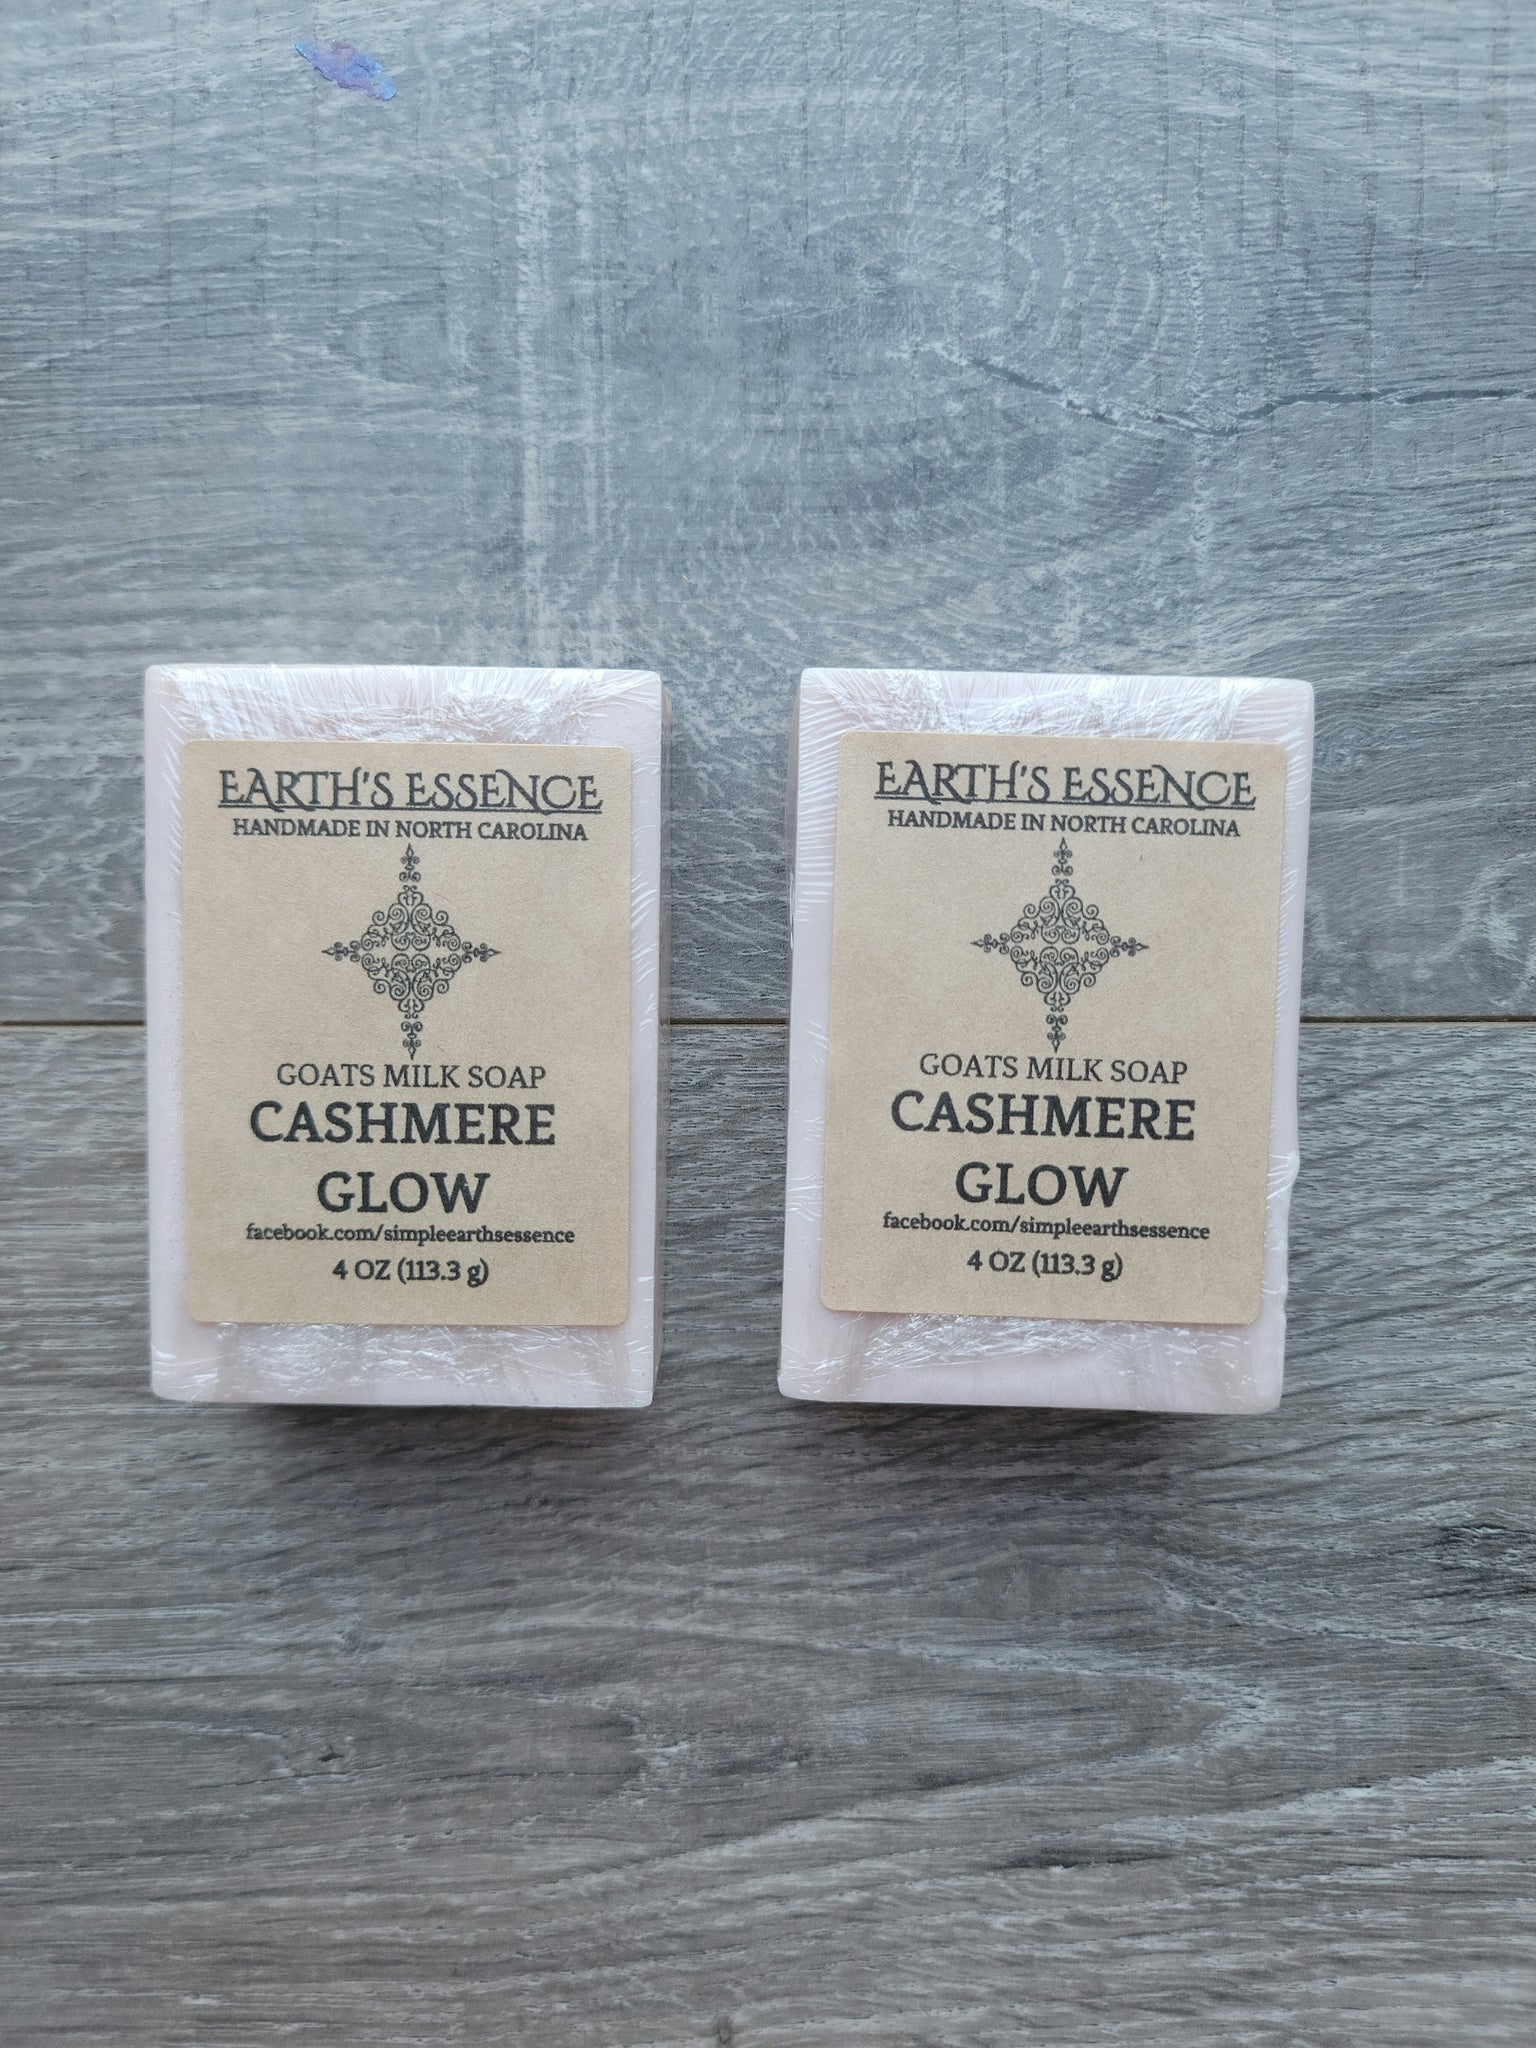 EARTH'S ESSENCE
HANDMADE IN NORTH CAROLINA
GOATS MILK SOAP
CASHMERE
GLOW
facebook.com/simpleearthsessence
4 OZ (113.3 g)
EARTH'S ESSENCE
HANDMADE IN NORTH CAROLINA
GOATS MILK SOAP
CASHMERE
GLOW
facebook.com/simpleearthsessence
4 OZ (113.3 g)